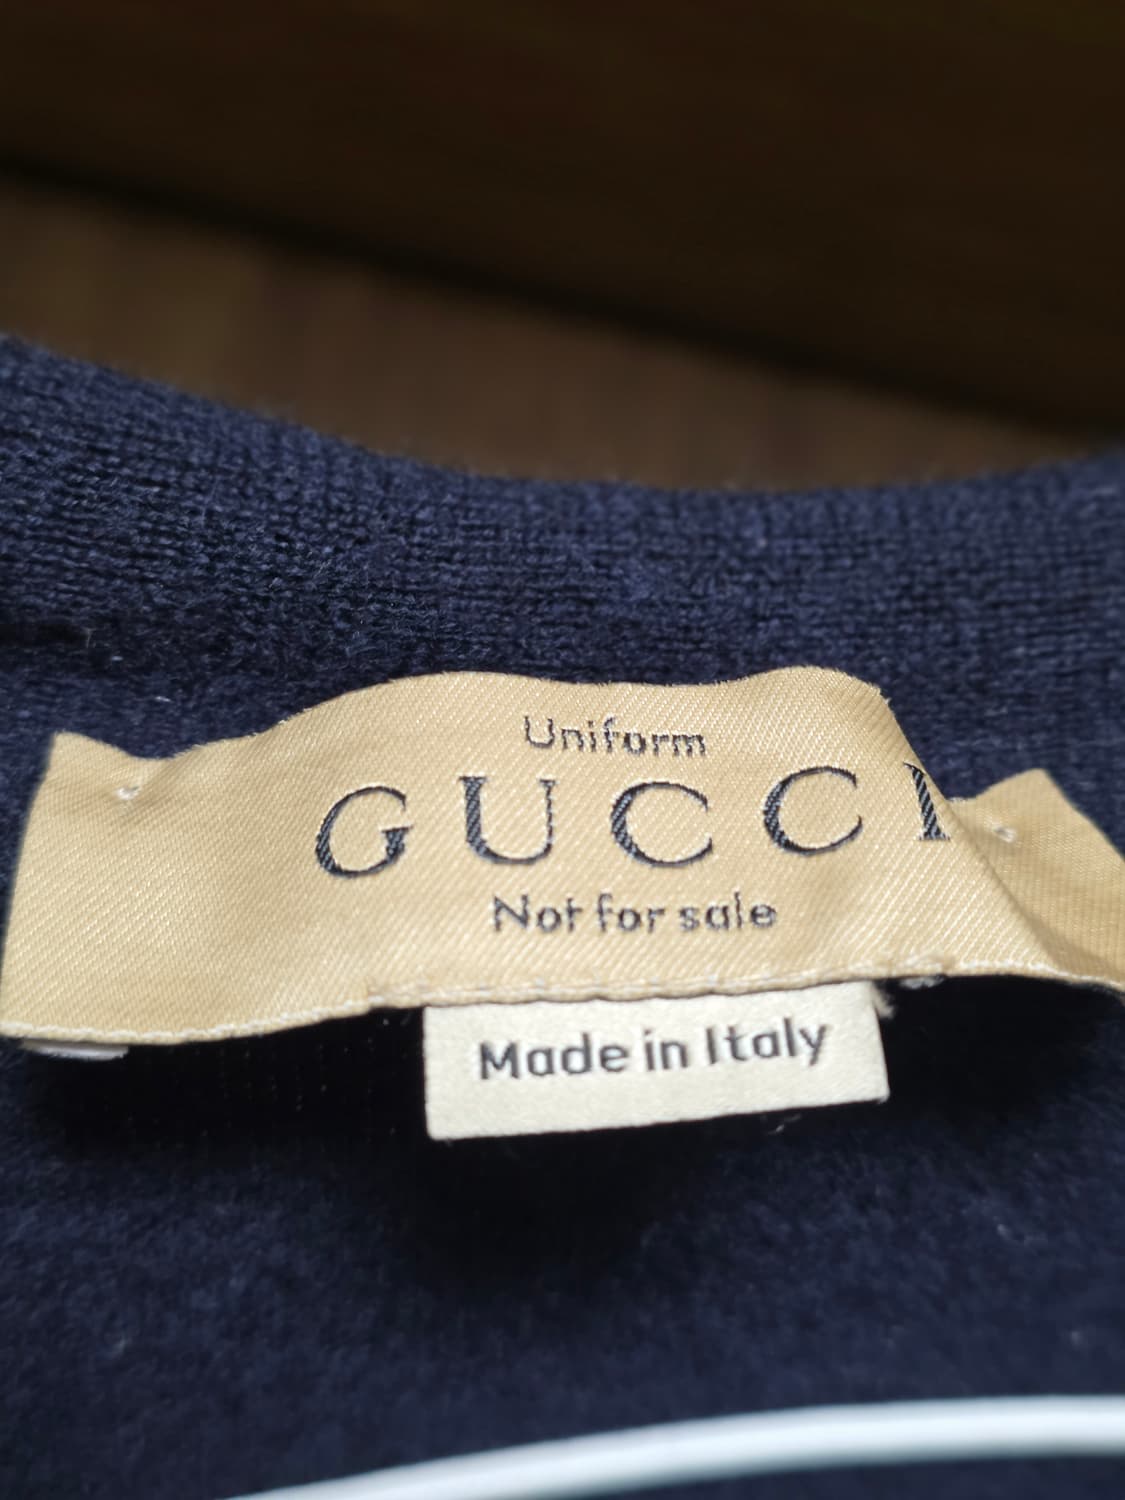 Uniform
GUCCI
Not for sale
Made in Italy